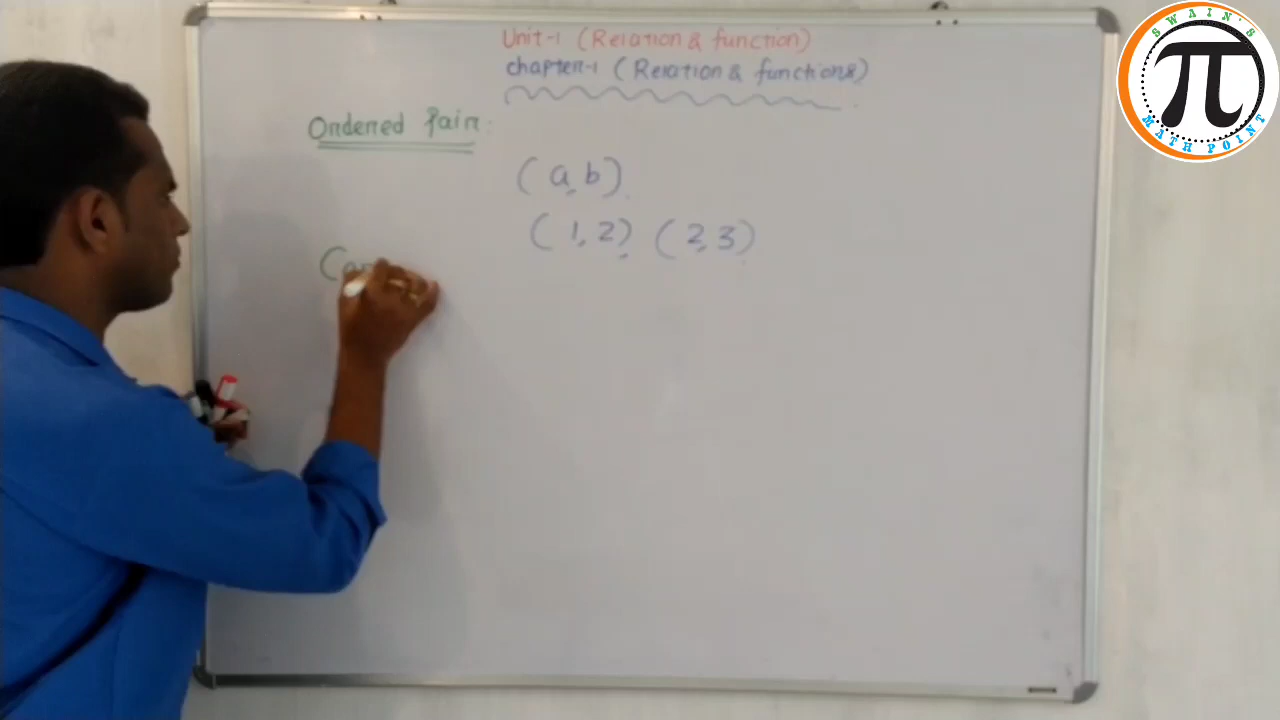 Unit-1 (Relation & function)
chapter-1 (Relation & functions)
Ordered Pair:
(a, b)
(1, 2) (2, 3)
SWAIN'S
π
MATH POINT